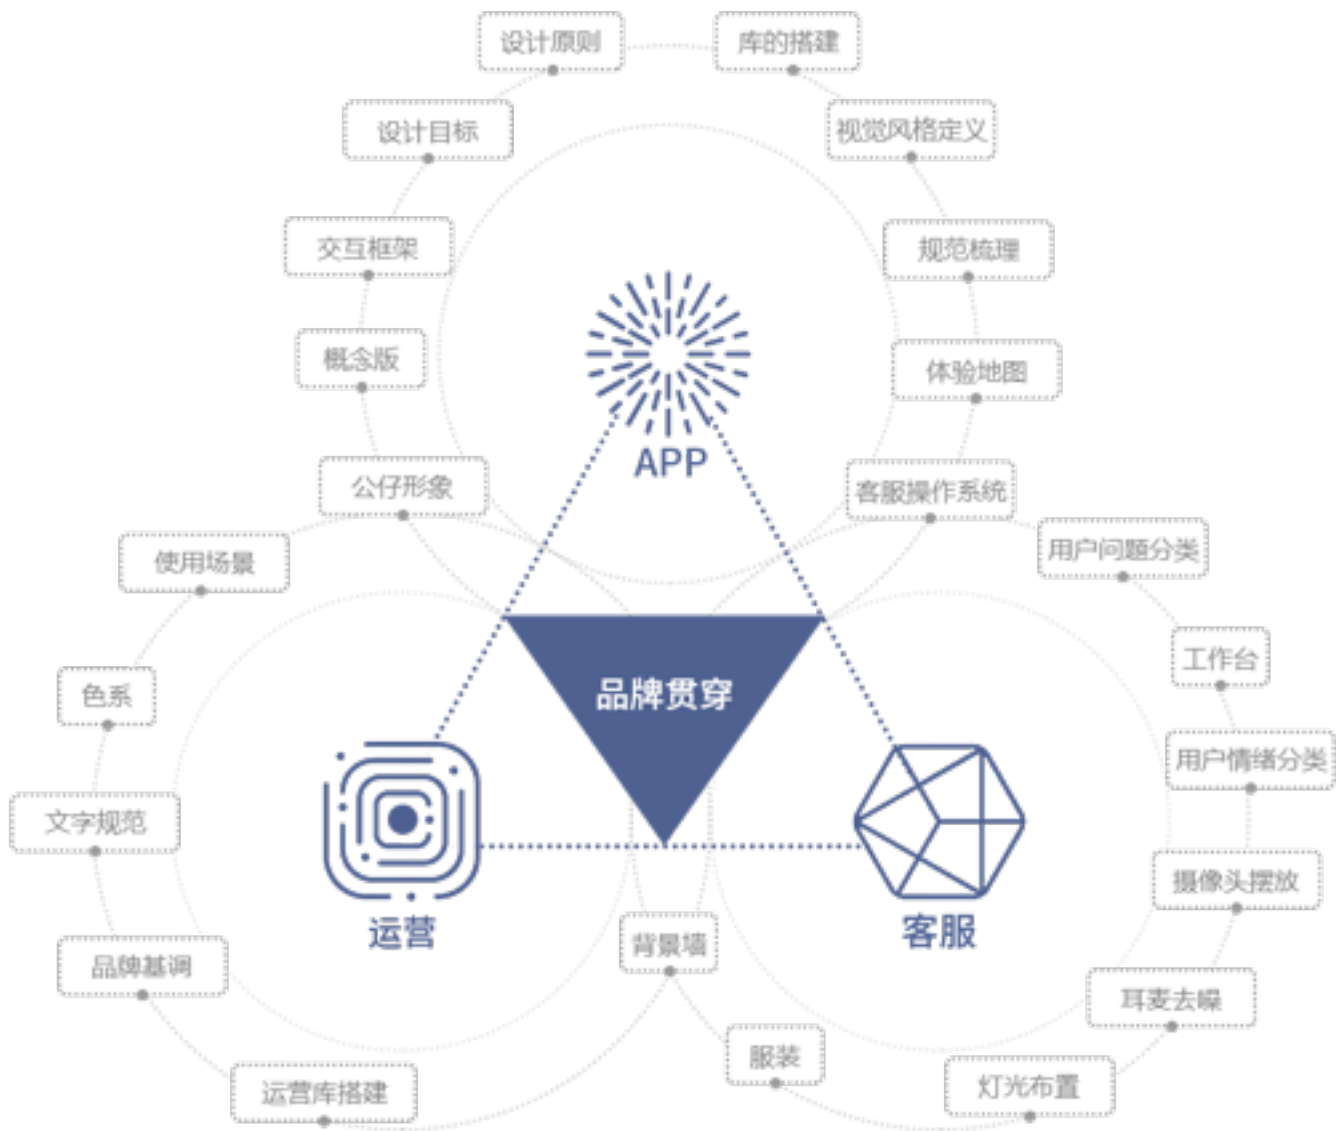 设计原则
库的搭建
设计目标
视觉风格定义
交互框架
规范梳理
概念版
体验地图
APP
公仔形象
客服操作系统
使用场景
用户问题分类
工作台
色系
品牌贯穿
用户情绪分类
文字规范
摄像头摆放
运营
客服
背景墙
品牌基调
耳麦去噪
服装
灯光布置
运营库搭建